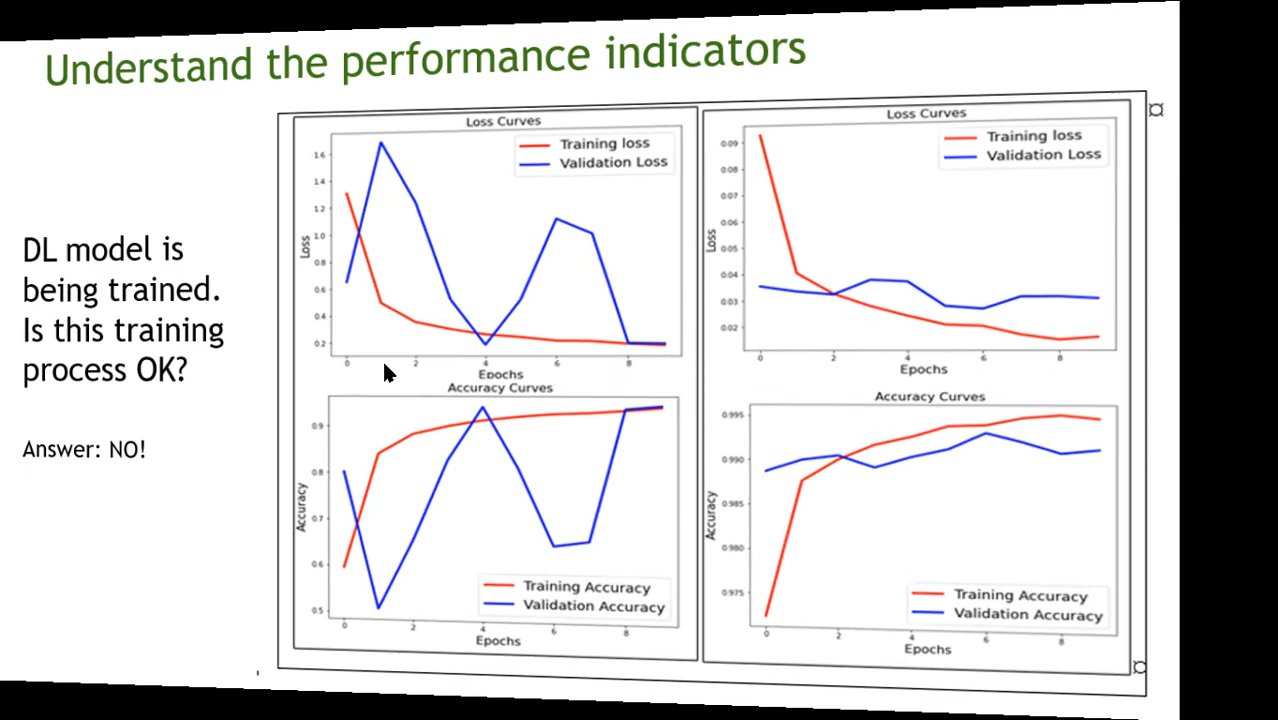 Understand the performance indicators
DL model is
being trained.
Is this training
process OK?
Answer: NO!
Loss Curves
Training loss
Validation Loss
1.6
1.4
1.2
1.0
0.8
0.6
0.4
0.2
Loss
0 2 4 6 8
Epochs
Accuracy Curves
0.9
0.8
0.7
0.6
0.5
Accuracy
Training Accuracy
Validation Accuracy
0 2 4 6 8
Epochs
Loss Curves
Training loss
Validation Loss
0.09
0.08
0.07
0.06
0.05
0.04
0.03
0.02
Loss
0 2 4 6 8
Epochs
Accuracy Curves
0.995
0.990
0.985
0.980
0.975
Accuracy
Training Accuracy
Validation Accuracy
0 2 4 6 8
Epochs